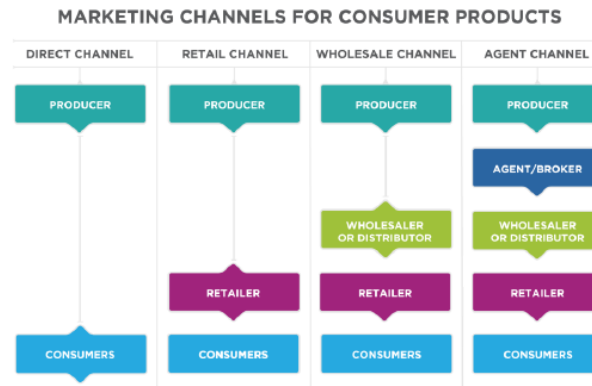 MARKETING CHANNELS FOR CONSUMER PRODUCTS
DIRECT CHANNEL
RETAIL CHANNEL
WHOLESALE CHANNEL
AGENT CHANNEL
PRODUCER
PRODUCER
PRODUCER
PRODUCER
AGENT/BROKER
WHOLESALER
OR DISTRIBUTOR
WHOLESALER
OR DISTRIBUTOR
RETAILER
RETAILER
RETAILER
CONSUMERS
CONSUMERS
CONSUMERS
CONSUMERS